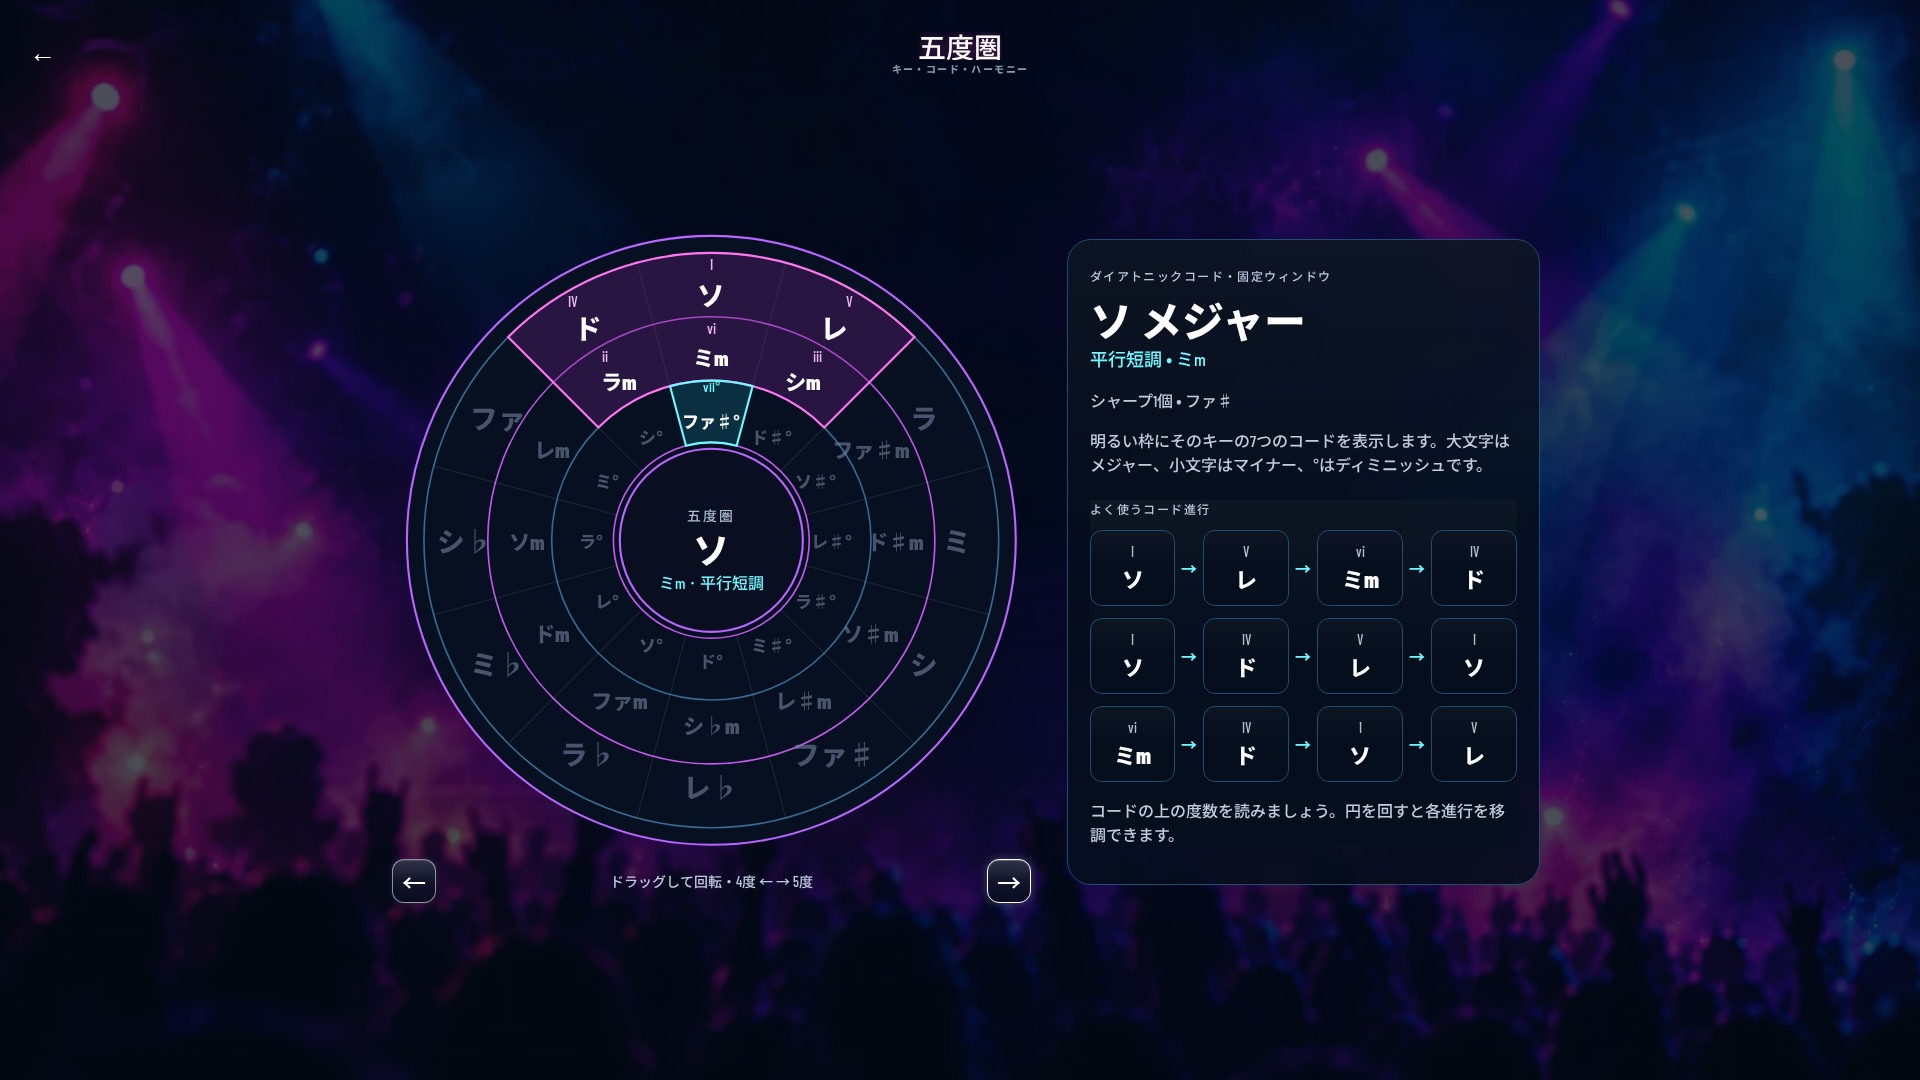 ←
五度圏
キー・コード・ハーモニー
I
ソ
IV
ド
V
レ
vi
ミm
ii
ラm
iii
シm
vii°
ファ♯°
ファ
ラ
レm
シ°
ド♯°
ファ♯m
ミ°
ソ♯°
シ♭
ソm
ラ°
五度圏
ソ
ミm・平行短調
レ♯°
ド♯m
ミ
レ°
ラ♯°
ドm
ソ♯m
ミ♭
ソ°
ド°
ミ♯°
シ
ファm
シ♭m
レ♯m
ラ♭
レ♭
ファ♯
←
ドラッグして回転・4度 ← → 5度
→
ダイアトニックコード・固定ウィンドウ
ソ メジャー
平行短調 • ミm
シャープ1個 • ファ♯
明るい枠にそのキーの7つのコードを表示します。大文字は
メジャー、小文字はマイナー、°はディミニッシュです。
よく使うコード進行
I V vi IV
ソ → レ → ミm → ド
I IV V I
ソ → ド → レ → ソ
vi IV I V
ミm → ド → ソ → レ
コードの上の度数を読みましょう。円を回すと各進行を移
調できます。